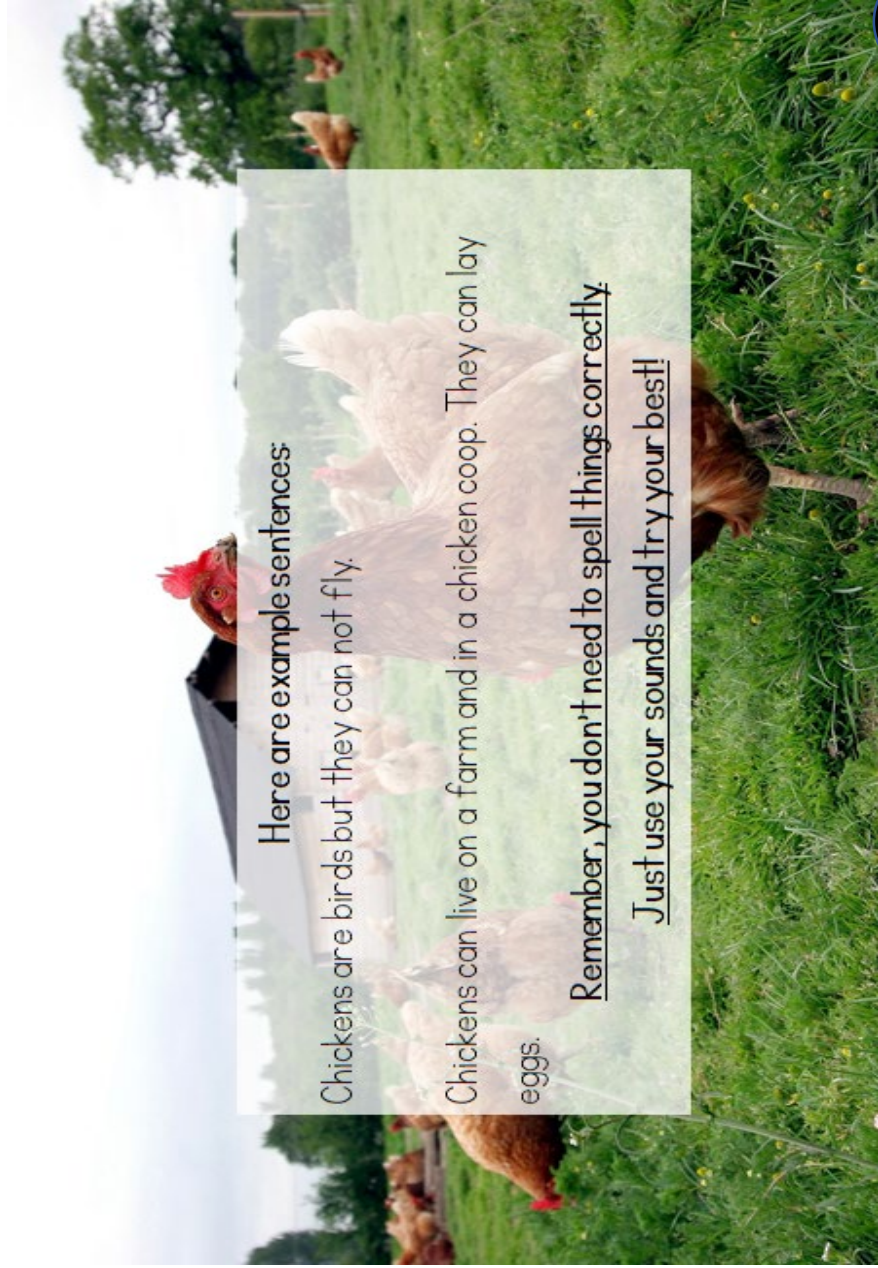 Here are example sentences:
Chickens are birds but they can not fly.
Chickens can live on a farm and in a chicken coop.  They can lay
eggs.
Remember, you don't need to spell things correctly.
Just use your sounds and try your best!